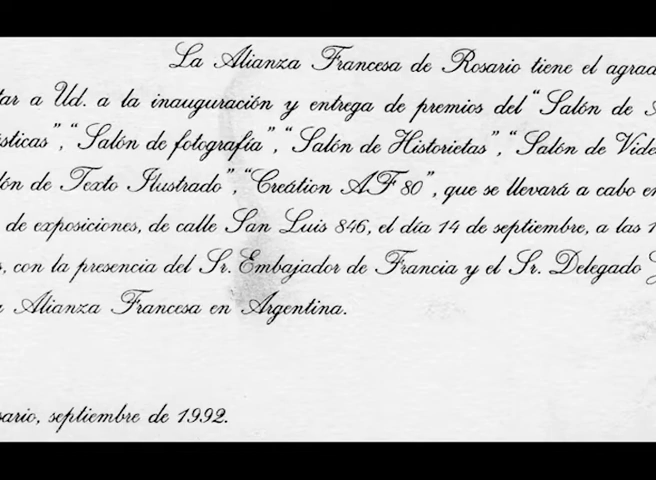 La Alianza Francesa de Rosario tiene el agrad
tar a Ud. a la inauguración y entrega de premios del “Salón de A
sticas”, “Salón de fotografía”, “Salón de Historietas”, “Salón de Vide
lón de Texto Ilustrado”, “Creátion AF 80”, que se llevará a cabo en
de exposiciones, de calle San Luis 846, el día 14 de septiembre, a las 1
s, con la presencia del Sr. Embajador de Francia y el Sr. Delegado G
a Alianza Francesa en Argentina.
sario, septiembre de 1992.